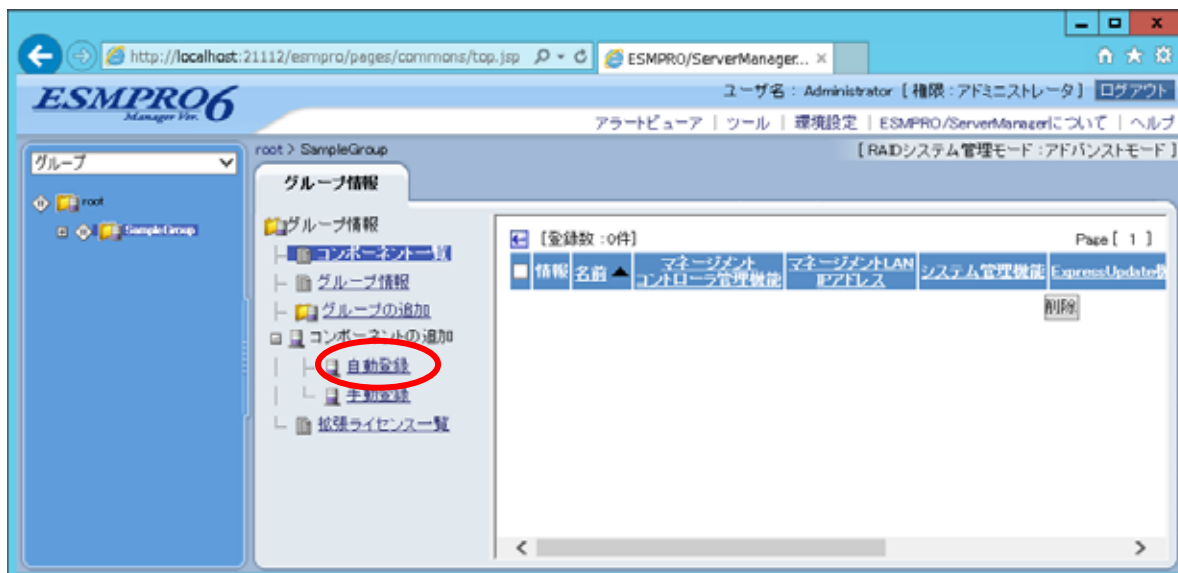 http://localhost:21112/esmpro/pages/commons/top.jsp
ESMPRO/ServerManager... ×
ESMPRO6
Manager Ver.
ユーザ名 : Administrator [ 権限 : アドミニストレータ ] ログアウト
アラートビューア | ツール | 環境設定 | ESMPRO/ServerManagerについて | ヘルプ
グループ
root > SampleGroup
[ RAIDシステム管理モード : アドバンストモード ]
root
SampleGroup
グループ情報
グループ情報
コンポーネント一覧
グループ情報
グループの追加
コンポーネントの追加
自動登録
手動登録
拡張ライセンス一覧
[登録数 : 0件]
Page [ 1 ]
情報 名前▲ マネージメントコントローラ管理機能 マネージメントLAN IPアドレス システム管理機能 ExpressUpdate
削除